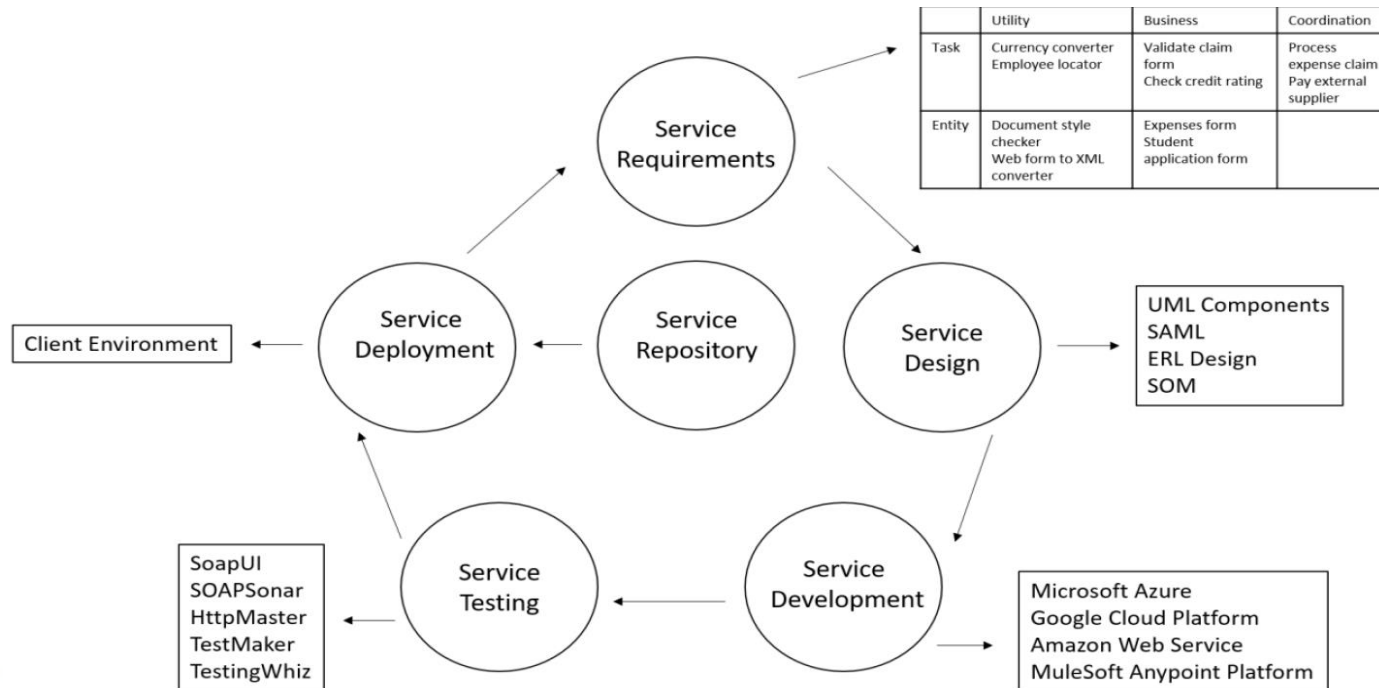 Utility
Business
Coordination
Task
Currency converter
Employee locator
Validate claim
form
Check credit rating
Process
expense claim
Pay external
supplier
Entity
Document style
checker
Web form to XML
converter
Expenses form
Student
application form
Service
Requirements
Service
Deployment
Service
Repository
Service
Design
Client Environment
UML Components
SAML
ERL Design
SOM
Service
Testing
Service
Development
SoapUI
SOAPSonar
HttpMaster
TestMaker
TestingWhiz
Microsoft Azure
Google Cloud Platform
Amazon Web Service
MuleSoft Anypoint Platform